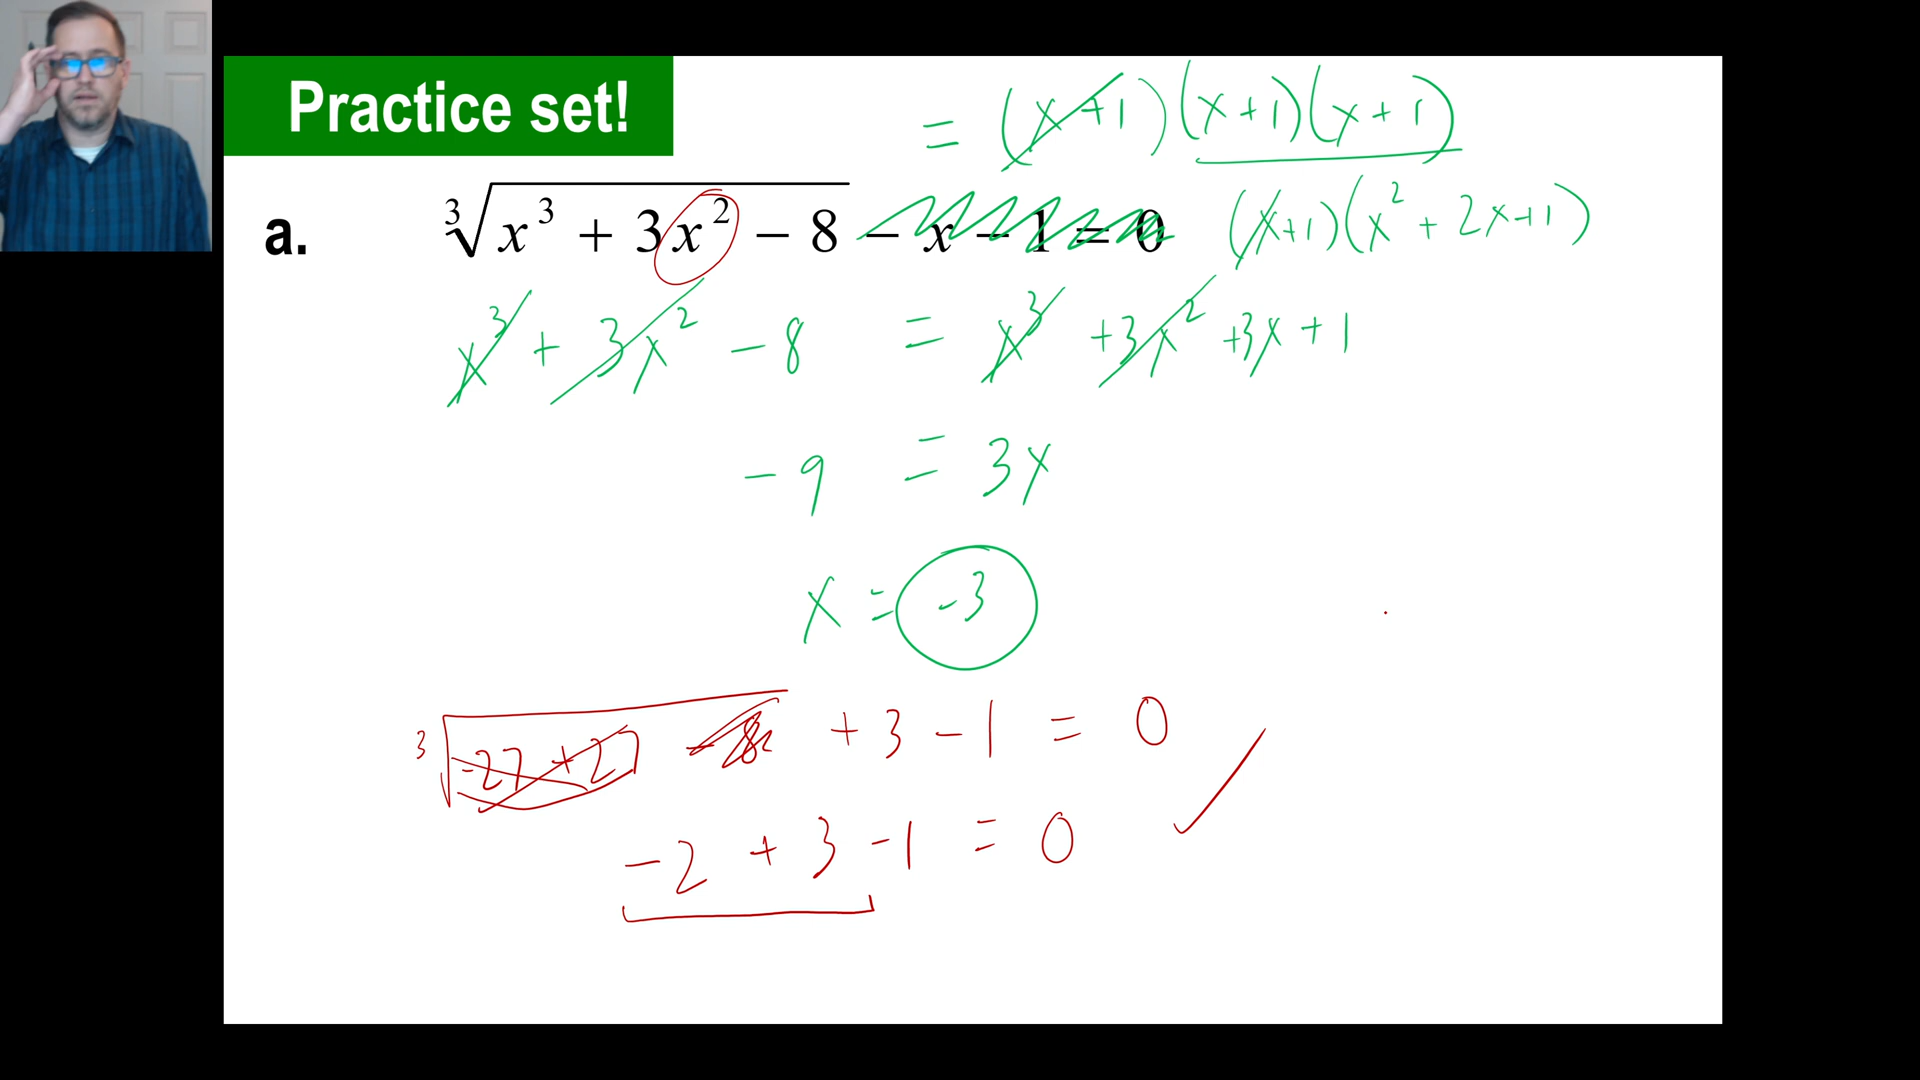 Practice set!
= (x+1)(x+1)(x+1)
a. ∛(x³ + 3x² − 8) − x − 1 = 0
(x+1)(x² + 2x+1)
x³ + 3x² − 8 = x³ +3x² +3x + 1
− 9 = 3x
x = -3
∛(-27 +27 − 8) + 3 − 1 = 0
−2 + 3 −1 = 0